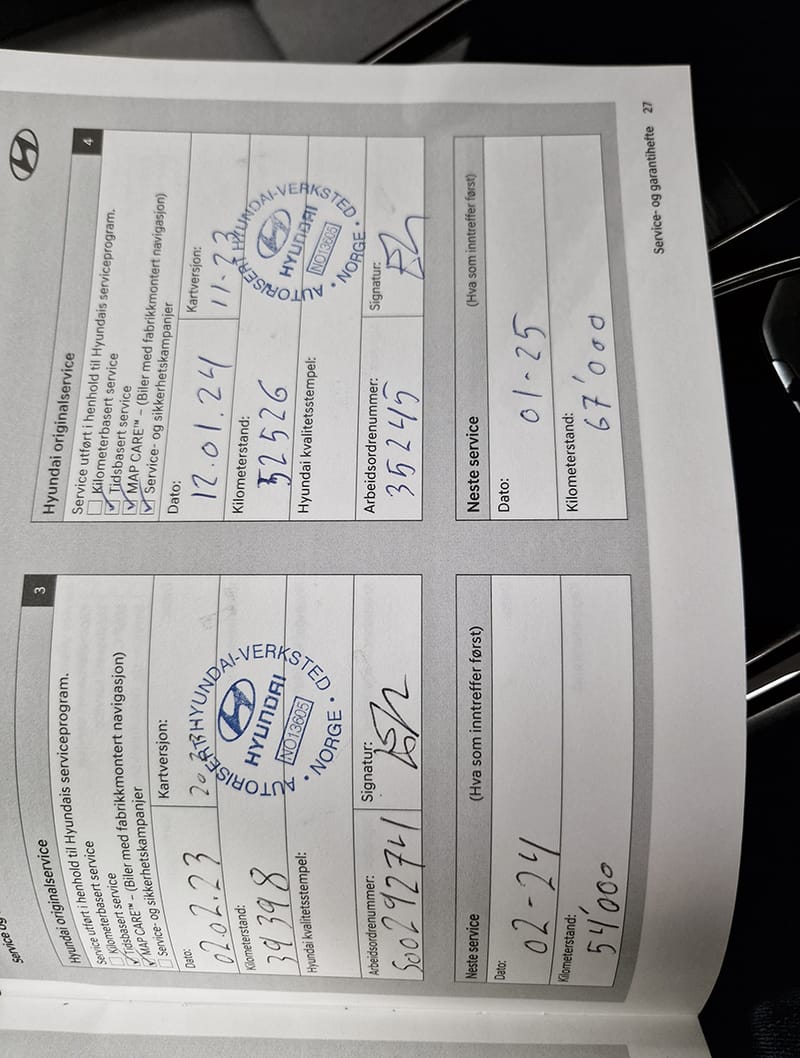 Service og
3
Hyundai originalservice
Service utført i henhold til Hyundais serviceprogram.
Kilometerbasert service
Tidsbasert service
MAP CARE™ – (Biler med fabrikkmontert navigasjon)
Service- og sikkerhetskampanjer
Dato:
Kartversjon:
02.02.23
Kilometerstand:
39398
Hyundai kvalitetsstempel:
AUTORISERT HYUNDAI-VERKSTED
HYUNDAI
NO13605
• NORGE •
Arbeidsordrenummer:
Signatur:
S00292741
Neste service
(Hva som inntreffer først)
Dato:
02-24
Kilometerstand:
54'000
4
Hyundai originalservice
Service utført i henhold til Hyundais serviceprogram.
Kilometerbasert service
Tidsbasert service
MAP CARE™ – (Biler med fabrikkmontert navigasjon)
Service- og sikkerhetskampanjer
Dato:
Kartversjon:
12.01.24
11-23
Kilometerstand:
52526
Hyundai kvalitetsstempel:
AUTORISERT HYUNDAI-VERKSTED
HYUNDAI
NO13605
• NORGE •
Arbeidsordrenummer:
Signatur:
35245
Neste service
(Hva som inntreffer først)
Dato:
01-25
Kilometerstand:
67'000
Service- og garantihefte 27